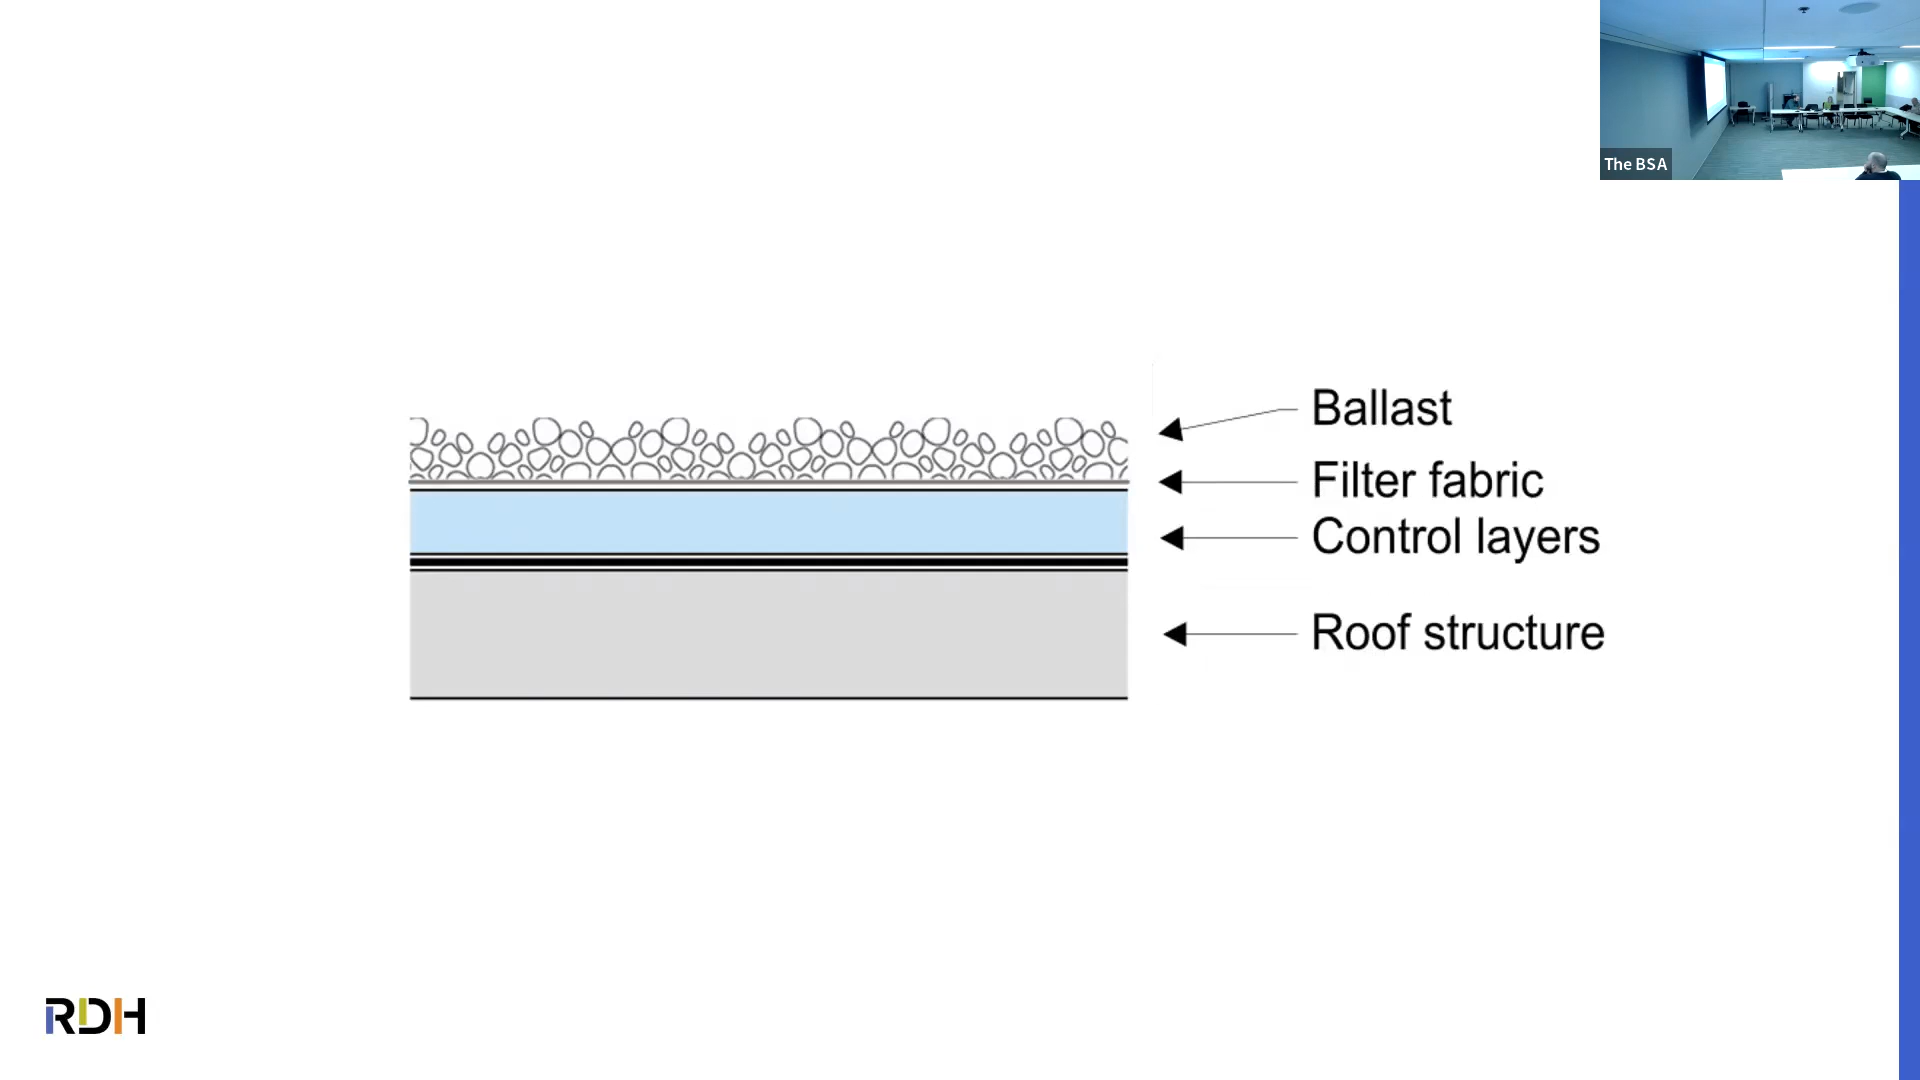 The BSA
Ballast
Filter fabric
Control layers
Roof structure
RDH